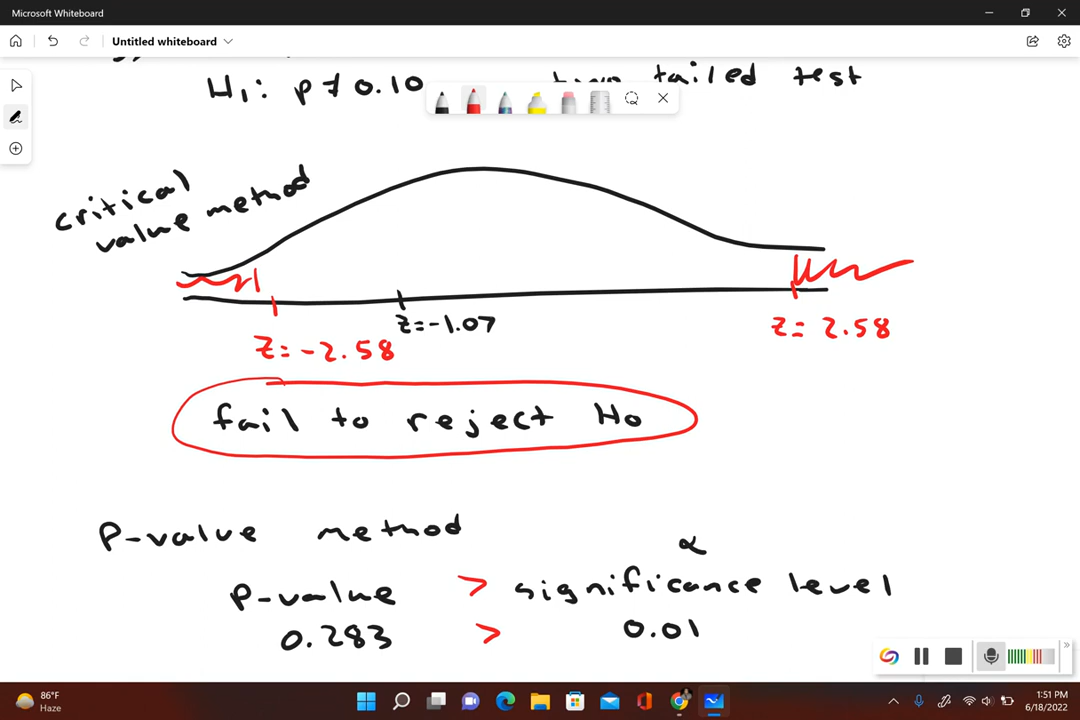 Microsoft Whiteboard
Untitled whiteboard
H1: p ≠ 0.10 two tailed test
critical
value method
z=-1.07
z=-2.58
z= 2.58
fail to reject Ho
P-value method
α
P-value > significance level
0.283 > 0.01
86°F
Haze
1:51 PM
6/18/2022